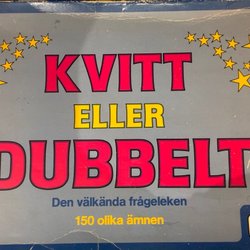 KVITT
ELLER
DUBBELT
Den välkända frågeleken
150 olika ämnen